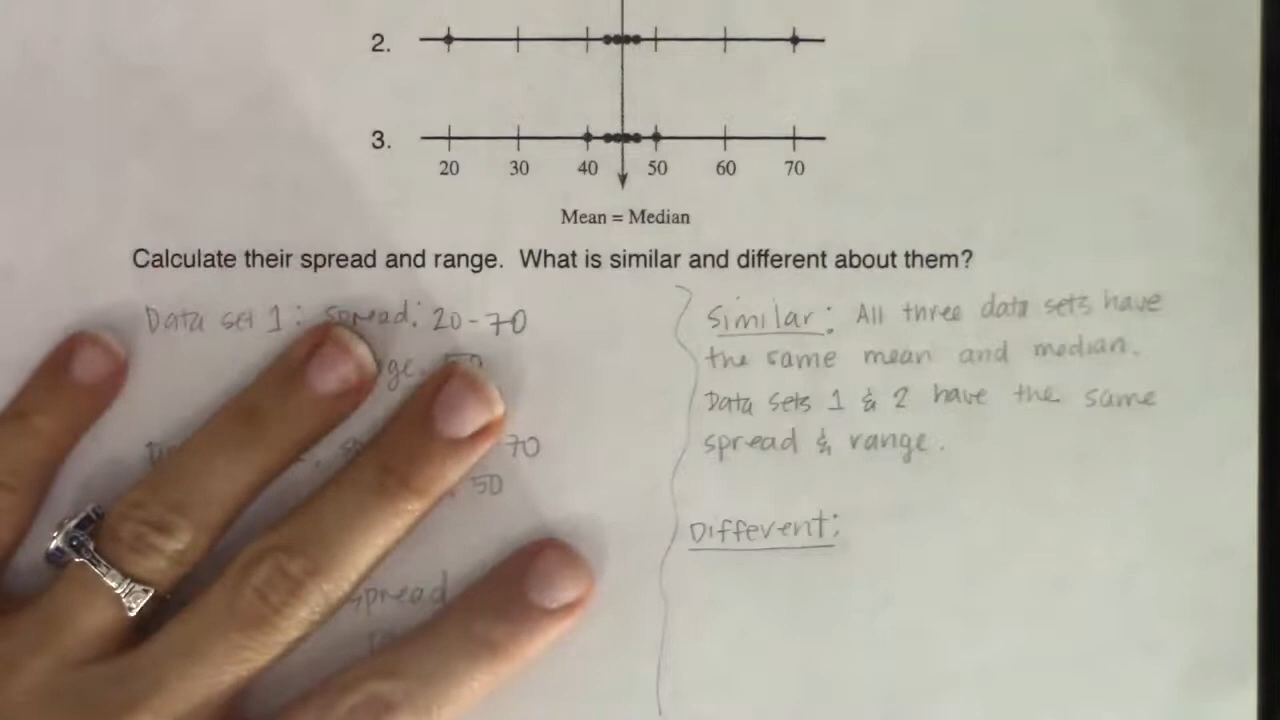 2.
3.
20 30 40 50 60 70
Mean = Median
Calculate their spread and range. What is similar and different about them?
Data set 1: Spread: 20-70
50
70
50
spread
Similar: All three data sets have
the same mean and median.
Data sets 1 & 2 have the same
spread & range.
Different: